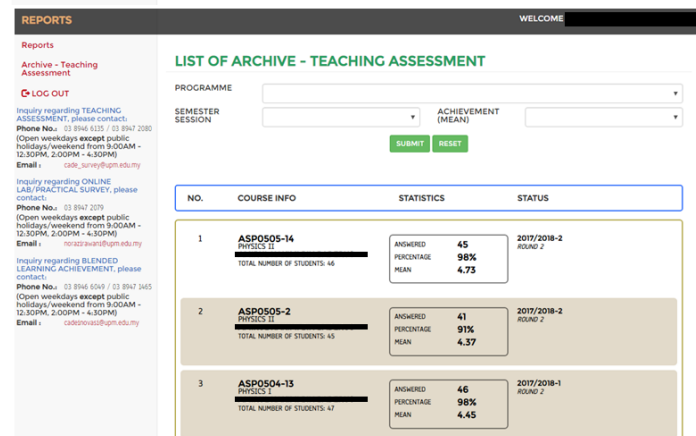 REPORTS
WELCOME
Reports
Archive - Teaching
Assessment
LOG OUT
Inquiry regarding TEACHING
ASSESSMENT, please contact:
Phone No.: 03 8946 6135 / 03 8947 2080
(Open weekdays except public
holidays/weekend from 9:00AM -
12:30PM, 2:00PM - 4:30PM)
Email : cade_survey@upm.edu.my
Inquiry regarding ONLINE
LAB/PRACTICAL SURVEY, please
contact:
Phone No.: 03 8947 2079
(Open weekdays except public
holidays/weekend from 9:00AM -
12:30PM, 2:00PM - 4:30PM)
Email : norazirawani@upm.edu.my
Inquiry regarding BLENDED
LEARNING ACHIEVEMENT, please
contact:
Phone No.: 03 8946 6049 / 03 8947
(Open weekdays except public
holidays/weekend from 9:00AM -
12:30PM, 2:00PM - 4:30PM)
Email :
LIST OF ARCHIVE - TEACHING ASSESSMENT
PROGRAMME
SEMESTER
SESSION
ACHIEVEMENT
(MEAN)
SUBMIT RESET
NO. COURSE INFO STATISTICS STATUS
1 ASP0505-14
PHYSICS II
TOTAL NUMBER OF STUDENTS: 46
ANSWERED 45
PERCENTAGE 98%
MEAN 4.73
2017/2018-2
ROUND 2
2 ASP0505-2
PHYSICS II
TOTAL NUMBER OF STUDENTS: 45
ANSWERED 41
PERCENTAGE 91%
MEAN 4.37
2017/2018-2
ROUND 2
3 ASP0504-13
PHYSICS I
TOTAL NUMBER OF STUDENTS: 47
ANSWERED 46
PERCENTAGE 98%
MEAN 4.45
2017/2018-1
ROUND 2